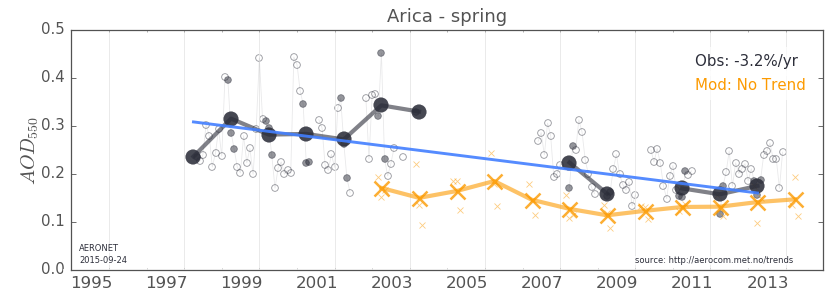 Arica - spring
0.5
0.4
0.3
0.2
0.1
0.0
AOD550
Obs: -3.2%/yr
Mod: No Trend
AERONET
2015-09-24
source: http://aerocom.met.no/trends
1995 1997 1999 2001 2003 2005 2007 2009 2011 2013